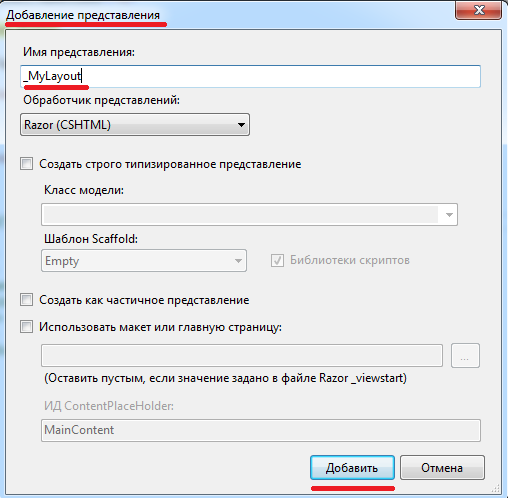 Добавление представления
Имя представления:
_MyLayout
Обработчик представлений:
Razor (CSHTML)
Создать строго типизированное представление
Класс модели:
Шаблон Scaffold:
Empty
Библиотеки скриптов
Создать как частичное представление
Использовать макет или главную страницу:
...
(Оставить пустым, если значение задано в файле Razor _viewstart)
ИД ContentPlaceHolder:
MainContent
Добавить
Отмена